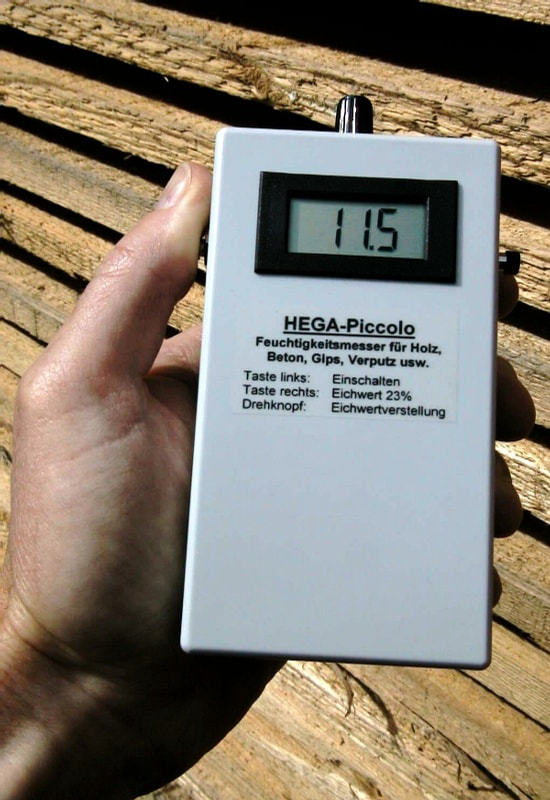 11.5
HEGA-Piccolo
Feuchtigkeitsmesser für Holz,
Beton, Gips, Verputz usw.
Taste links: Einschalten
Taste rechts: Eichwert 23%
Drehknopf: Eichwertverstellung